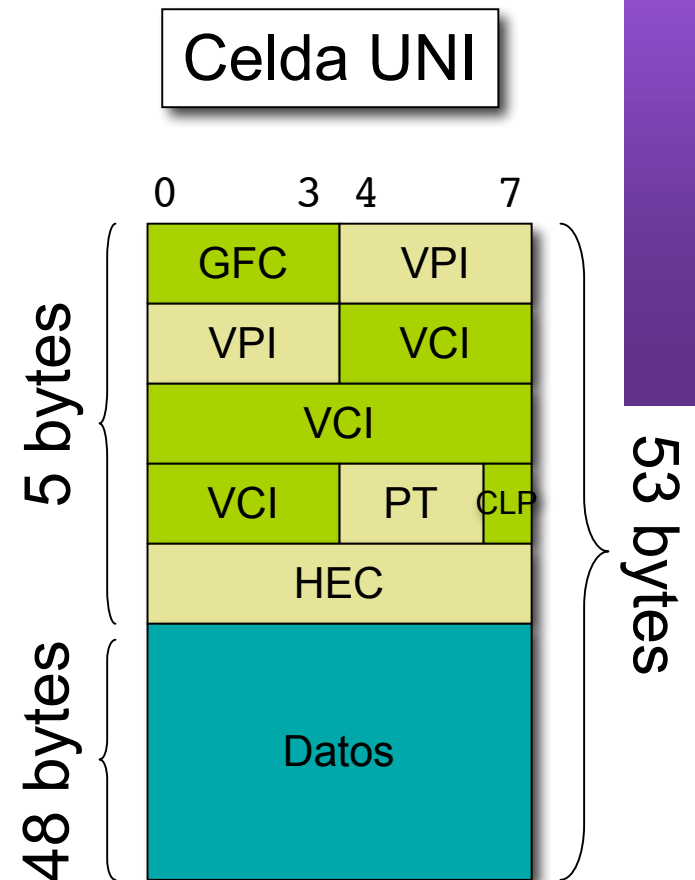 Celda UNI
0 3 4 7
GFC VPI
VPI VCI
VCI
VCI PT CLP
HEC
Datos
5 bytes
48 bytes
53 bytes